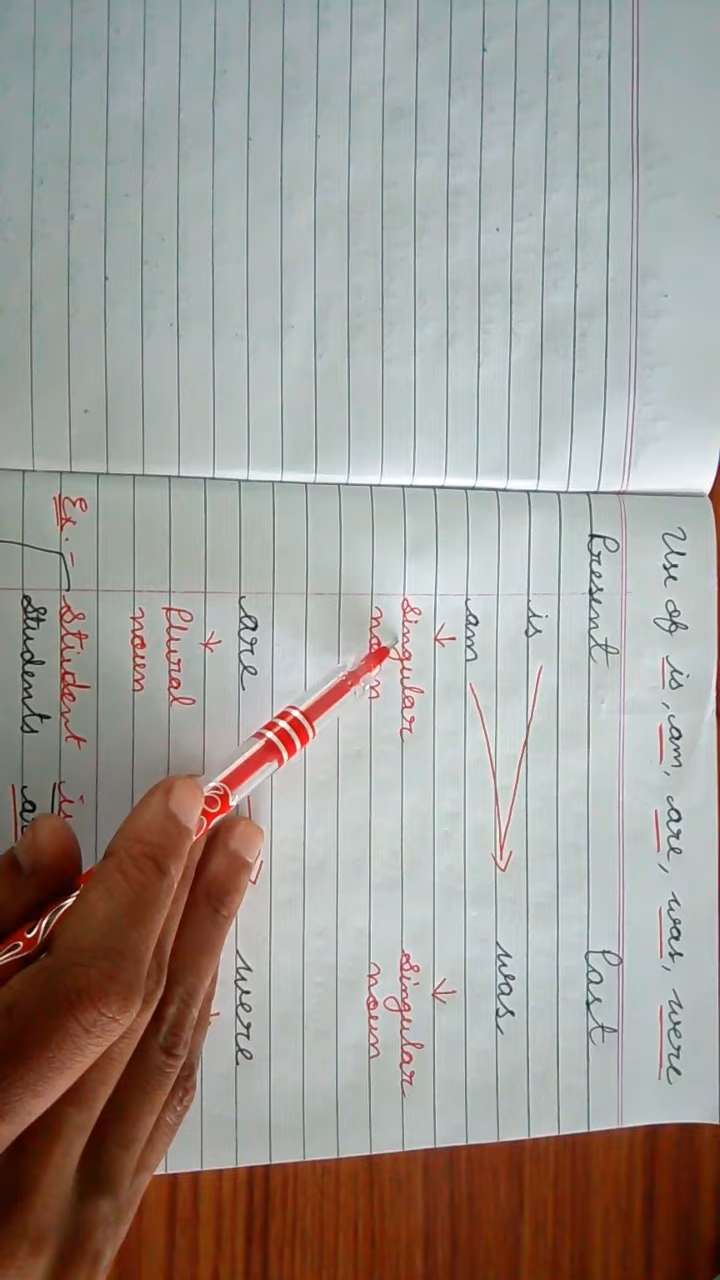 Use of is, am, are, was, were
Present Past
is
am was
↓ ↓
Singular Singular
noun noun
are were
↓
Plural
noun
Ex. - Student is
Students